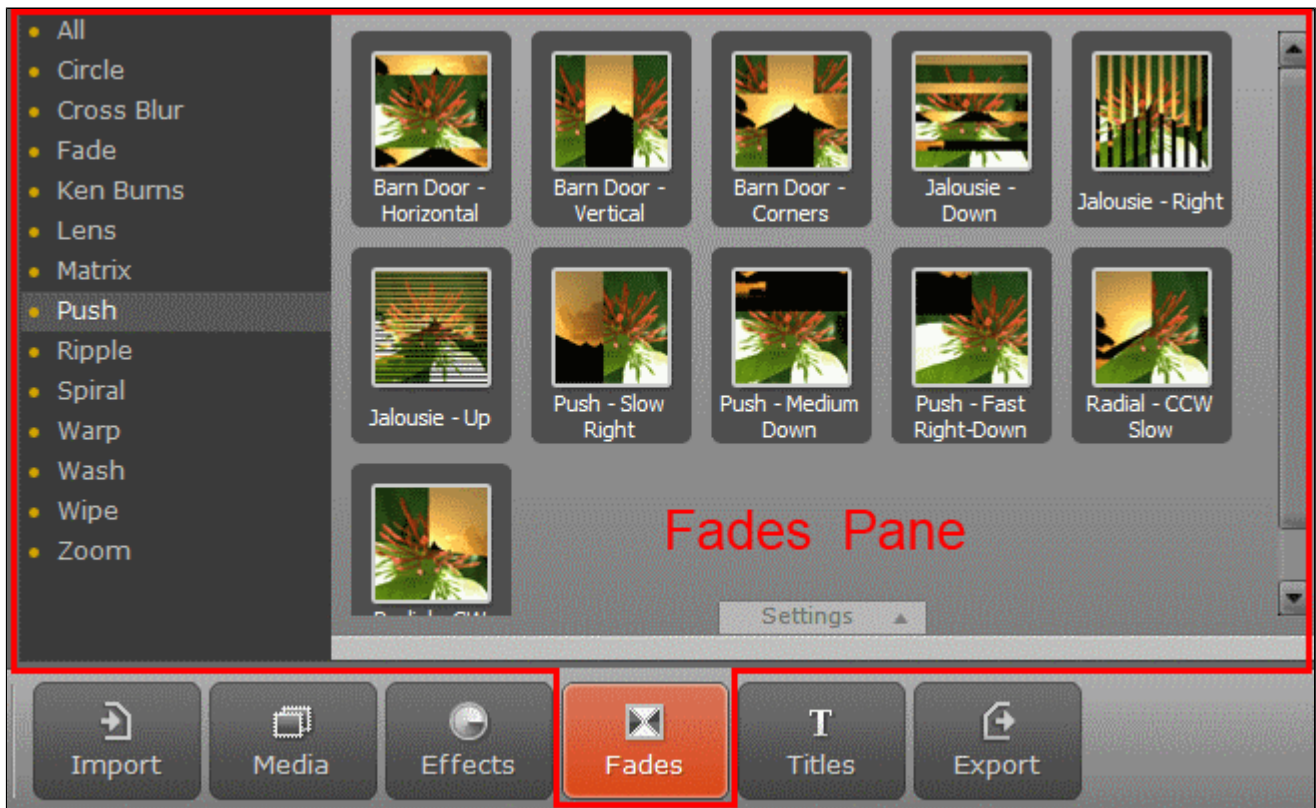 All
Circle
Cross Blur
Fade
Ken Burns
Lens
Matrix
Push
Ripple
Spiral
Warp
Wash
Wipe
Zoom
Barn Door -
Horizontal
Barn Door -
Vertical
Barn Door -
Corners
Jalousie -
Down
Jalousie - Right
Jalousie - Up
Push - Slow
Right
Push - Medium
Down
Push - Fast
Right-Down
Radial - CCW
Slow
Fades Pane
Settings
Import
Media
Effects
Fades
T
Titles
Export